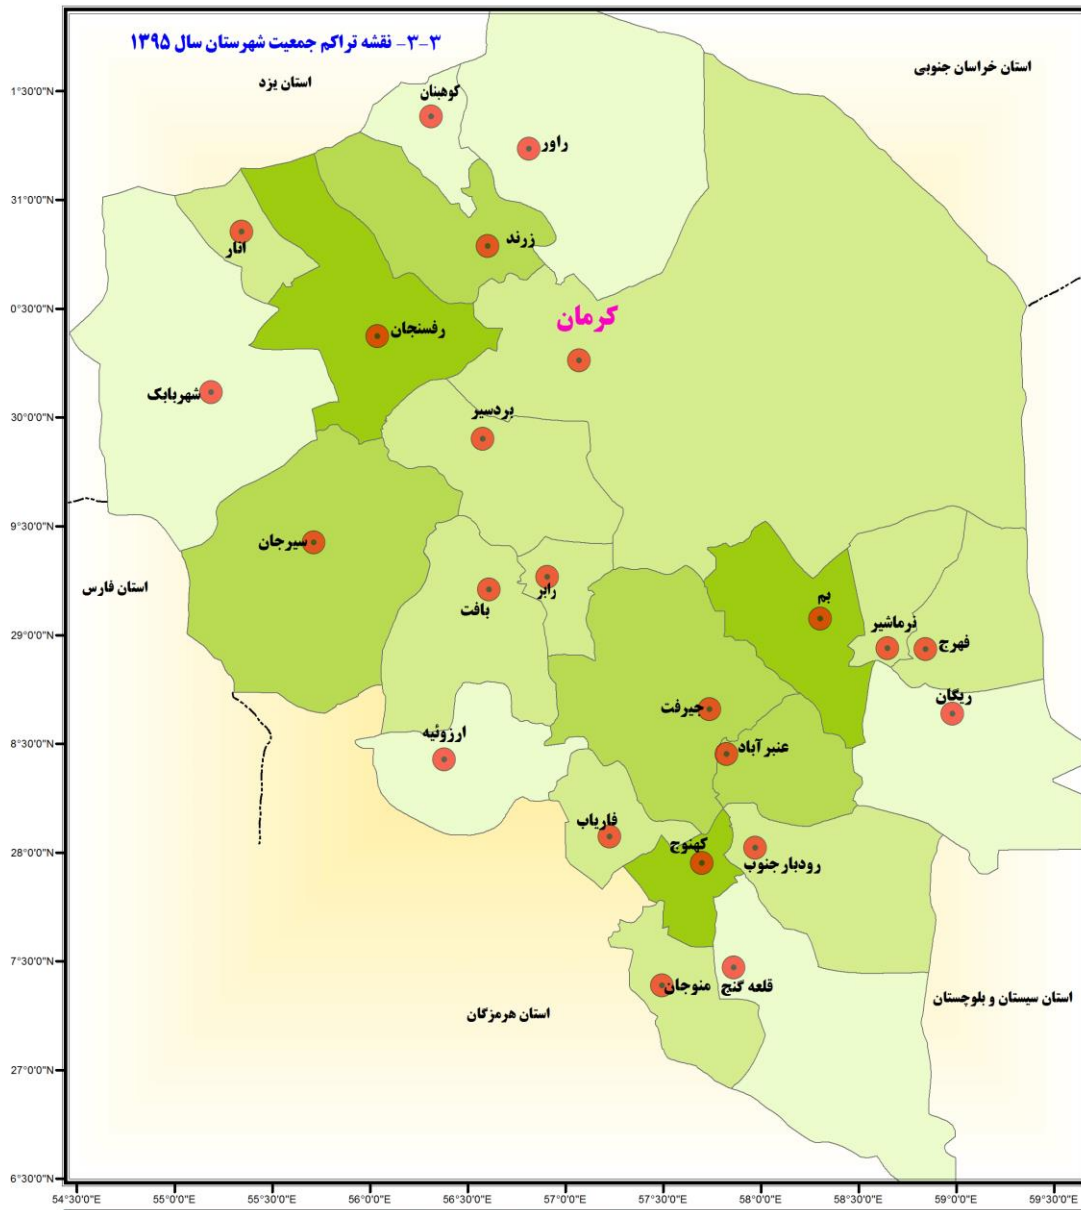 ۳-۳- نقشه تراکم جمعیت شهرستان سال ۱۳۹۵
استان خراسان جنوبی
استان یزد
کوهبنان
راور
انار
زرند
کرمان
رفسنجان
شهربابک
بردسیر
سیرجان
استان فارس
بافت
رابر
بم
نرماشیر
فهرج
ریگان
جیرفت
ارزوئیه
عنبرآباد
فاریاب
کهنوج
رودبارجنوب
منوجان
قلعه گنج
استان سیستان و بلوچستان
استان هرمزگان
1°30'0"N
31°0'0"N
0°30'0"N
30°0'0"N
9°30'0"N
29°0'0"N
8°30'0"N
28°0'0"N
7°30'0"N
27°0'0"N
6°30'0"N
54°30'0"E 55°0'0"E 55°30'0"E 56°0'0"E 56°30'0"E 57°0'0"E 57°30'0"E 58°0'0"E 58°30'0"E 59°0'0"E 59°30'0"E